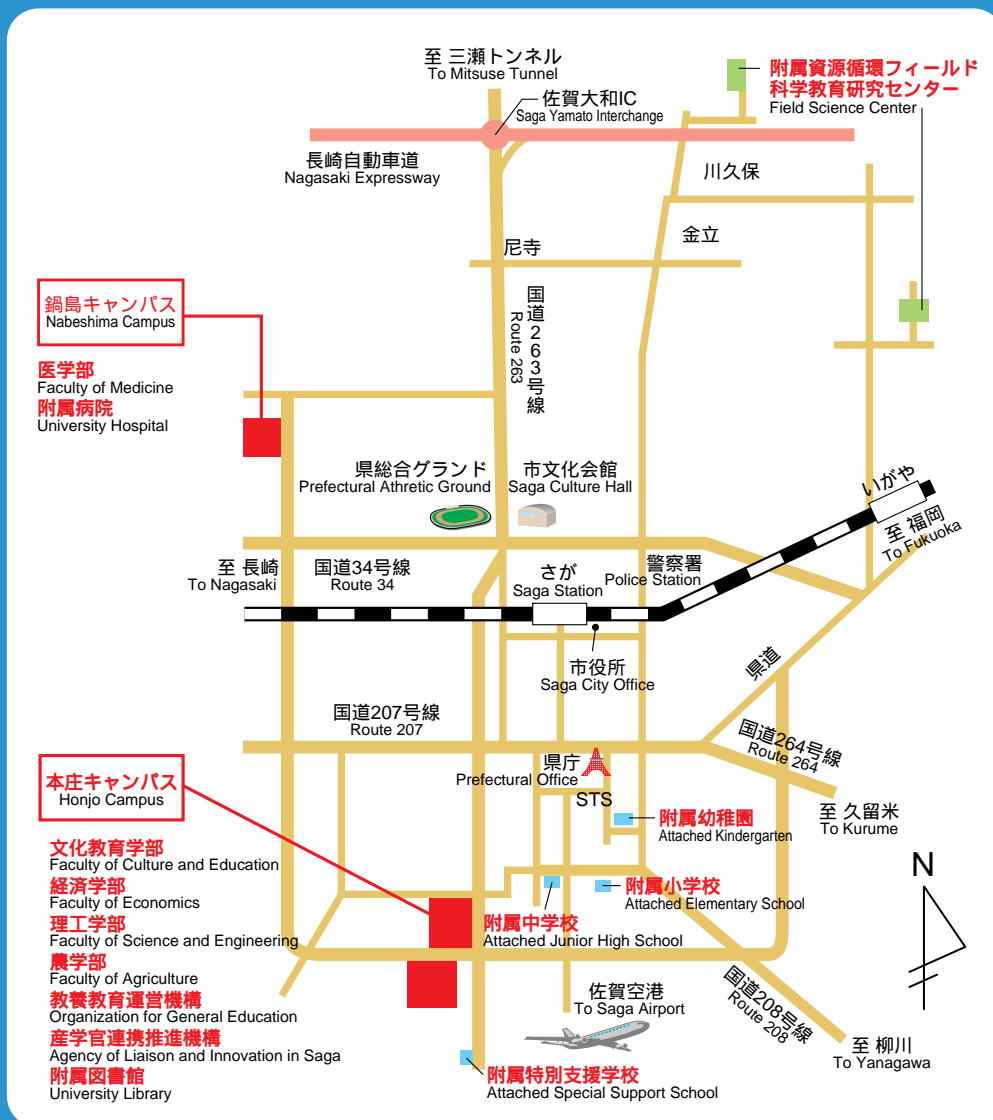 至 三瀬トンネル
To Mitsuse Tunnel
附属資源循環フィールド
科学教育研究センター
Field Science Center
佐賀大和IC
Saga Yamato Interchange
長崎自動車道
Nagasaki Expressway
川久保
金立
尼寺
国道263号線
Route 263
鍋島キャンパス
Nabeshima Campus
医学部
Faculty of Medicine
附属病院
University Hospital
県総合グランド
Prefectural Athretic Ground
市文化会館
Saga Culture Hall
いがや
至 福岡
To Fukuoka
至 長崎
To Nagasaki
国道34号線
Route 34
さが
Saga Station
警察署
Police Station
市役所
Saga City Office
県道
国道207号線
Route 207
国道264号線
Route 264
県庁
Prefectural Office
STS
至 久留米
To Kurume
本庄キャンパス
Honjo Campus
附属幼稚園
Attached Kindergarten
文化教育学部
Faculty of Culture and Education
経済学部
Faculty of Economics
理工学部
Faculty of Science and Engineering
農学部
Faculty of Agriculture
教養教育運営機構
Organization for General Education
産学官連携推進機構
Agency of Liaison and Innovation in Saga
附属図書館
University Library
附属小学校
Attached Elementary School
附属中学校
Attached Junior High School
N
佐賀空港
To Saga Airport
国道208号線
Route 208
至 柳川
To Yanagawa
附属特別支援学校
Attached Special Support School